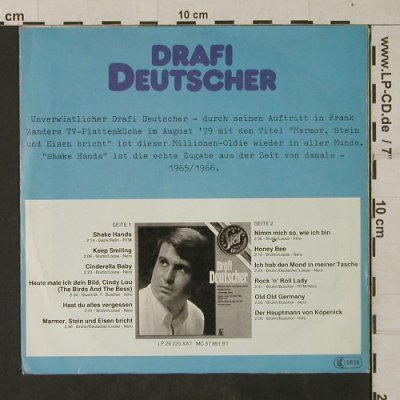 cm
10 cm
DRAFI
DEUTSCHER
Unverwüstlicher Drafi Deutscher - durch seinen Auftritt in Frank
Zanders TV-Plattenküche im August '79 mit dem Titel "Marmor, Stein
und Eisen bricht" ist dieser Millionen-Oldie wieder in aller Munde.
"Shake Hands" ist die echte Zugabe aus der Zeit von damals -
1965/1966.
SEITE 1
Shake Hands
Keep Smiling
Cinderella Baby
Heute male ich dein Bild, Cindy Lou
(The Birds And The Bees)
Hast du alles vergessen
Marmor, Stein und Eisen bricht
Drafi
Deutscher
SEITE 2
Nimm mich so, wie ich bin
Honey Bee
Ich hab den Mond in meiner Tasche
Rock 'n' Roll Lady
Old Old Germany
Der Hauptmann von Köpenick
LP 26 225 XAT MC 57 891 BT
www.LP-CD.de / 7"
10 cm